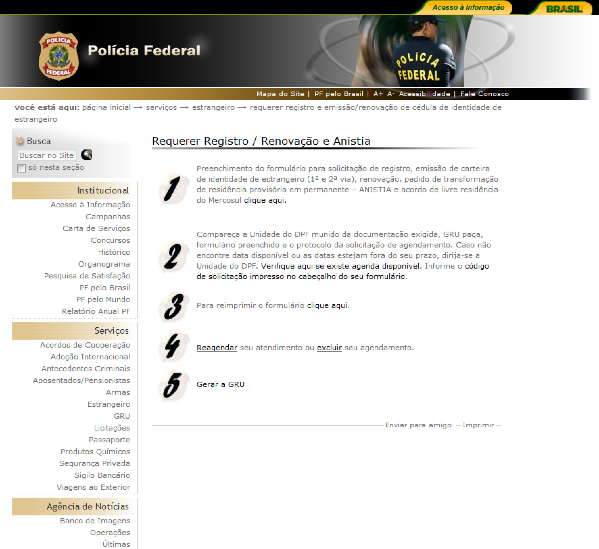 Acesso à Informação
BRASIL
POLICIA
FEDERAL
Polícia Federal
POLÍCIA
FEDERAL
Mapa do Site | PF pelo Brasil | A+ A- Acessibilidade | Fale Conosco
você está aqui: página inicial → serviços → estrangeiro → requerer registro e emissão/renovação de cédula de identidade de
estrangeiro
Busca
Buscar no Site
só nesta seção
Institucional
Acesso à Informação
Campanhas
Carta de Serviços
Concursos
Histórico
Organograma
Pesquisa de Satisfação
PF pelo Brasil
PF pelo Mundo
Relatório Anual PF
Serviços
Acordos de Cooperação
Adoção Internacional
Antecedentes Criminais
Aposentados/Pensionistas
Armas
Estrangeiro
GRU
Licitações
Passaporte
Produtos Químicos
Segurança Privada
Sigilo Bancário
Viagens ao Exterior
Agência de Notícias
Banco de Imagens
Operações
Últimas
Requerer Registro / Renovação e Anistia
1
Preenchimento do formulário para solicitação de registro, emissão de carteira
de identidade de estrangeiro (1ª e 2ª via), renovação, pedido de transformação
de residência provisória em permanente – ANISTIA e acordo de livre residência
do Mercosul clique aqui.
2
Compareça a Unidade do DPF munido da documentação exigida, GRU paga,
formulário preenchido e o protocolo da solicitação de agendamento. Caso não
encontre data disponível ou as datas estejam fora do seu prazo, dirija-se a
Unidade do DPF. Verifique aqui se existe agenda disponível. Informe o código
de solicitação impresso no cabeçalho do seu formulário.
3
Para reimprimir o formulário clique aqui.
4
Reagendar seu atendimento ou excluir seu agendamento.
5
Gerar a GRU
Enviar para amigo — Imprimir